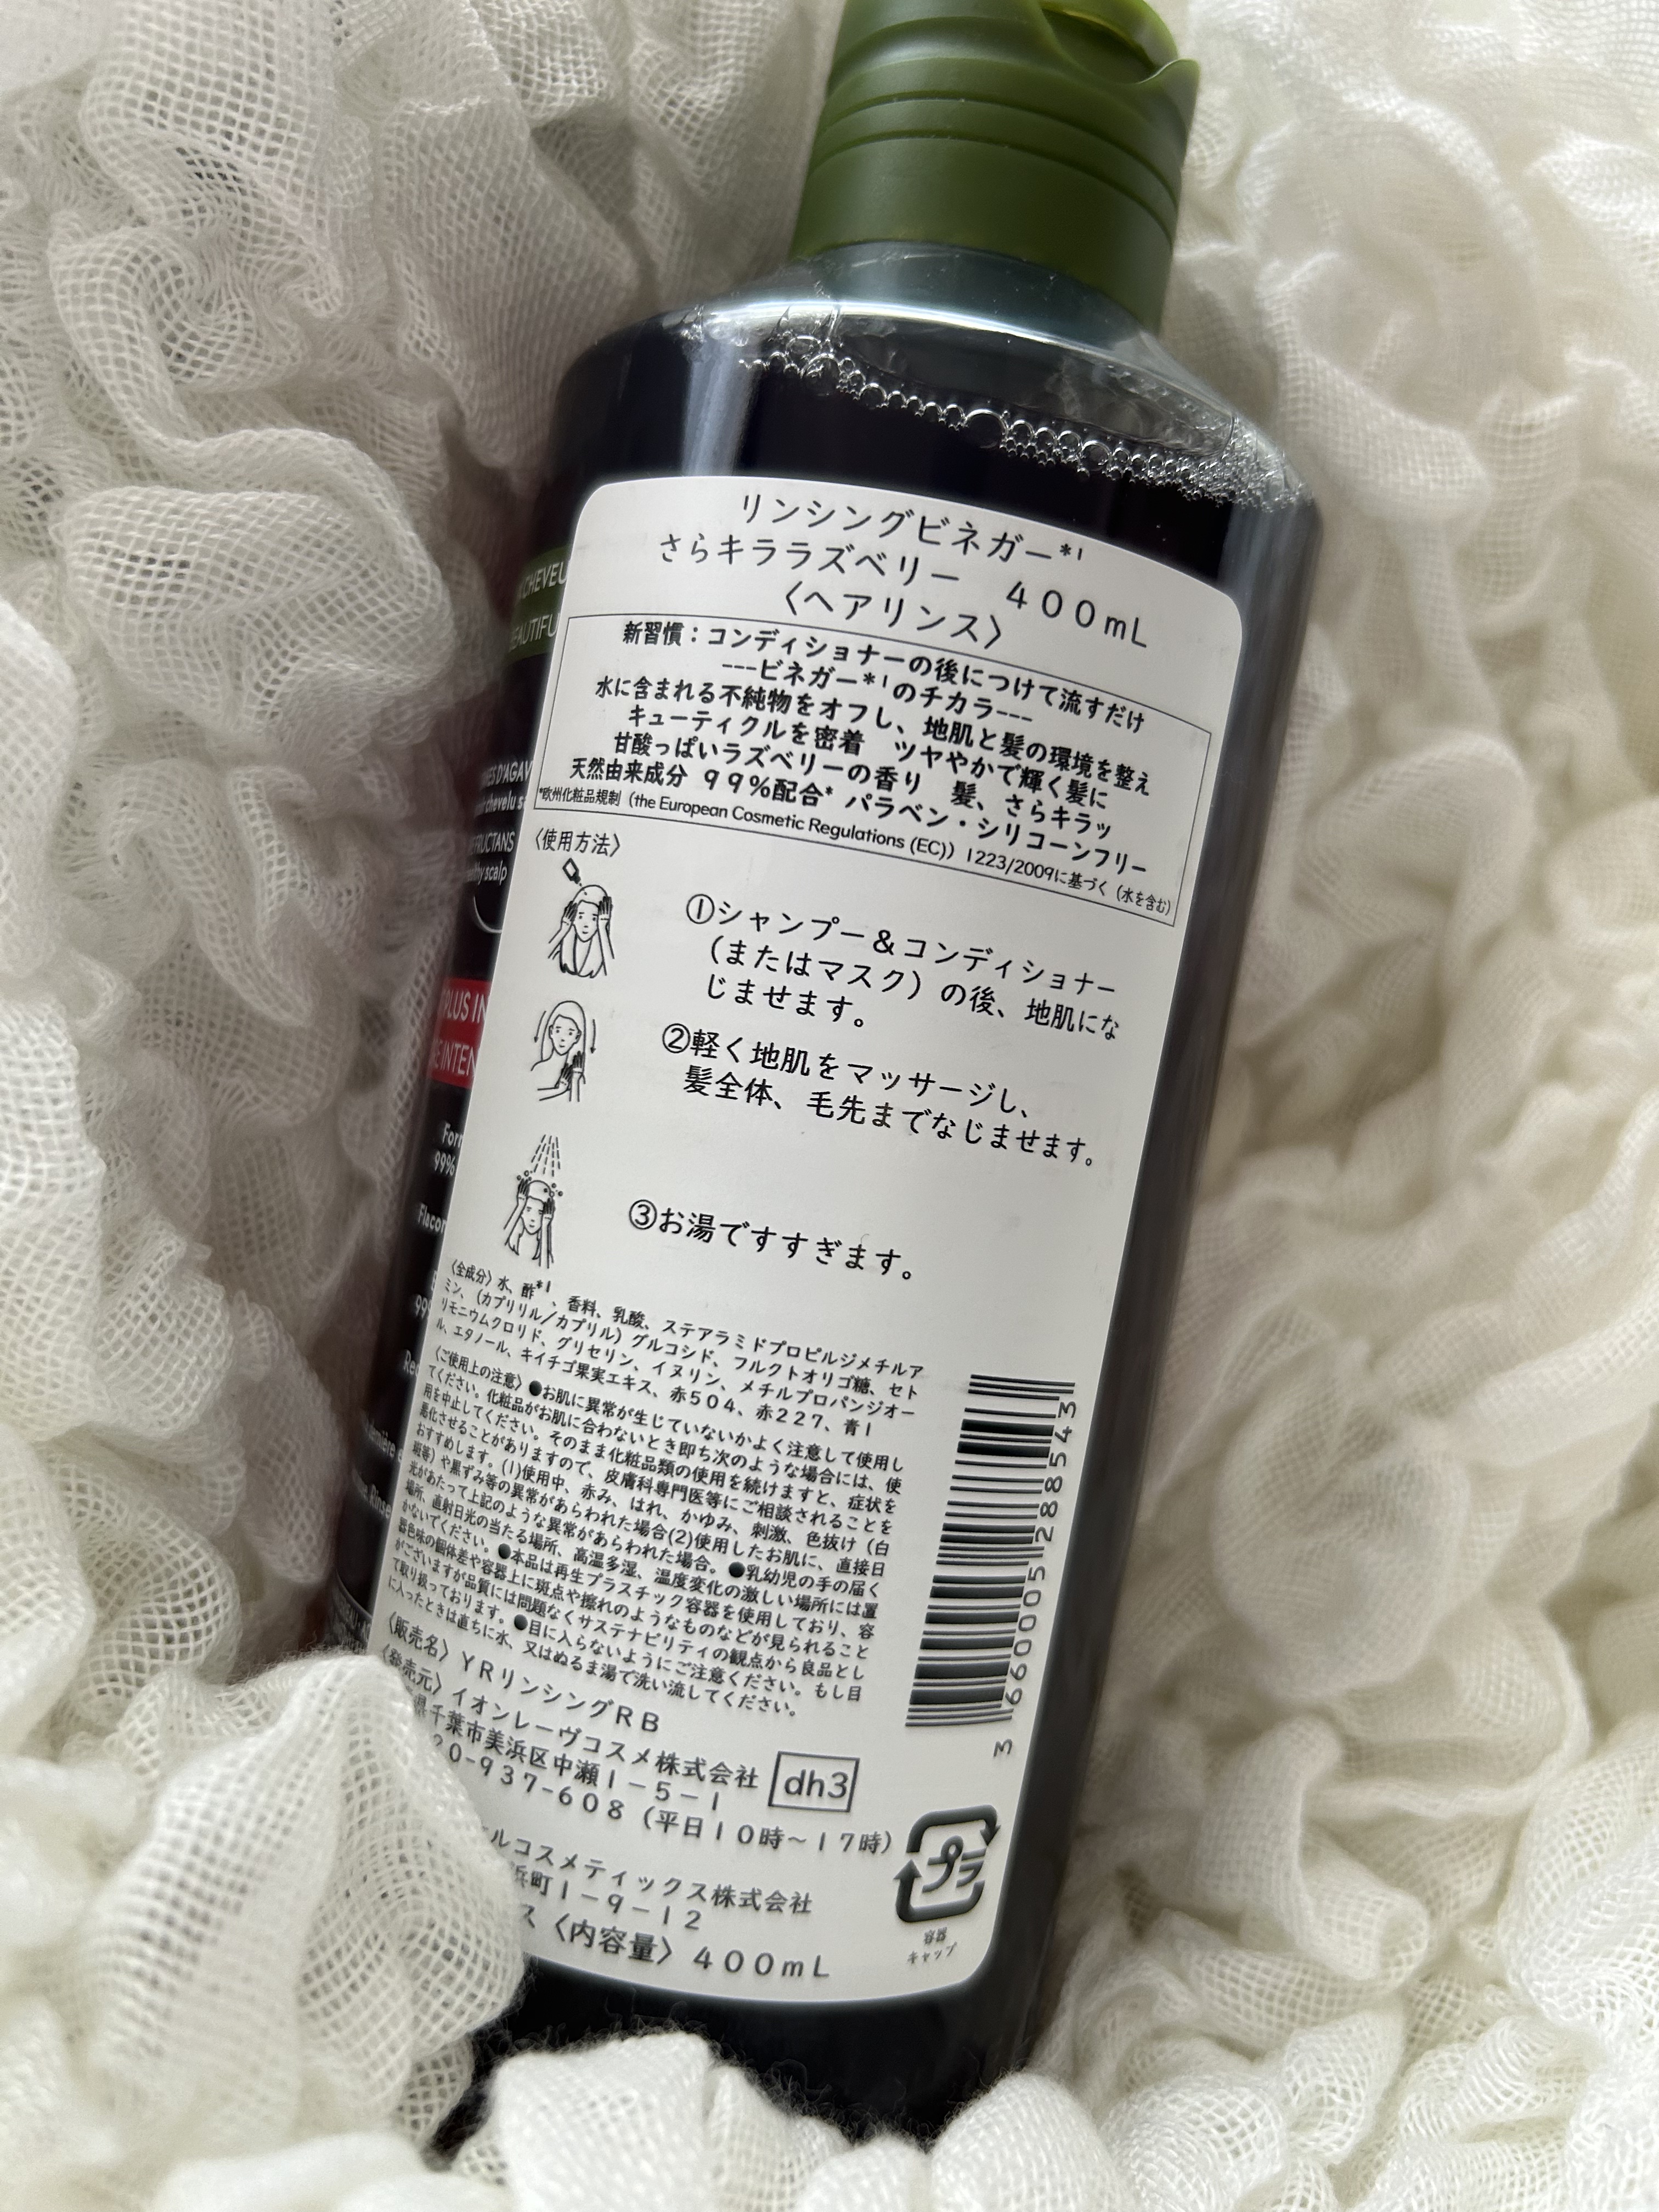 リンシングビネガー*1
さらキララズベリー 400mL
〈ヘアリンス〉
新習慣：コンディショナーの後につけて流すだけ
---ビネガー*1のチカラ---
水に含まれる不純物をオフし、地肌と髪の環境を整え
キューティクルを密着 ツヤやかで輝く髪に
甘酸っぱいラズベリーの香り 髪、さらキラッ
天然由来成分 99%配合* パラベン・シリコーンフリー
*欧州化粧品規制（the European Cosmetic Regulations (EC)）1223/2009に基づく（水を含む）
〈使用方法〉
①シャンプー＆コンディショナー
（またはマスク）の後、地肌にな
じませます。
②軽く地肌をマッサージし、
髪全体、毛先までなじませます。
③お湯ですすぎます。
〈全成分〉水、酢*1、香料、乳酸、ステアラミドプロピルジメチルア
ミン、（カプリリル／カプリル）グルコシド、フルクトオリゴ糖、セト
リモニウムクロリド、グリセリン、イヌリン、メチルプロパンジオー
ル、エタノール、キイチゴ果実エキス、赤504、赤227、青1
〈ご使用上の注意〉●お肌に異常が生じていないかよく注意して使用し
てください。化粧品がお肌に合わないとき即ち次のような場合には、使
用を中止してください。そのまま化粧品類の使用を続けますと、症状を
悪化させることがありますので、皮膚科専門医等にご相談されることを
おすすめします。(1)使用中、赤み、はれ、かゆみ、刺激、色抜け（白
斑等）や黒ずみ等の異常があらわれた場合(2)使用したお肌に、直接日
光があたって上記のような異常があらわれた場合。●乳幼児の手の届く
場所、直射日光の当たる場所、高温多湿、温度変化の激しい場所には置
かないでください。●本品は再生プラスチック容器を使用しており、容
器色味の個体差や容器上に斑点や擦れのようなものなどが見られること
がございますが品質には問題なくサステナビリティの観点から良品とし
て取り扱っております。●目に入らないようにご注意ください。もし目
に入ったときは直ちに水、又はぬるま湯で洗い流してください。
〈販売名〉YRリンシングRB
〈発売元〉イオンレーヴコスメ株式会社
県千葉市美浜区中瀬1－5－1
20-937-608（平日10時～17時）
dh3
ルコスメティックス株式会社
浜町1－9－12
ス 〈内容量〉400mL
3 660005 288543
プラ
容器
キャップ
CHEVEU
EAUTIFU
ES D'AGAV
ir chevelu s
FRUCTANS
lthy scalp
PLUS IN
E INTEN
Form
99%
Flacon
99